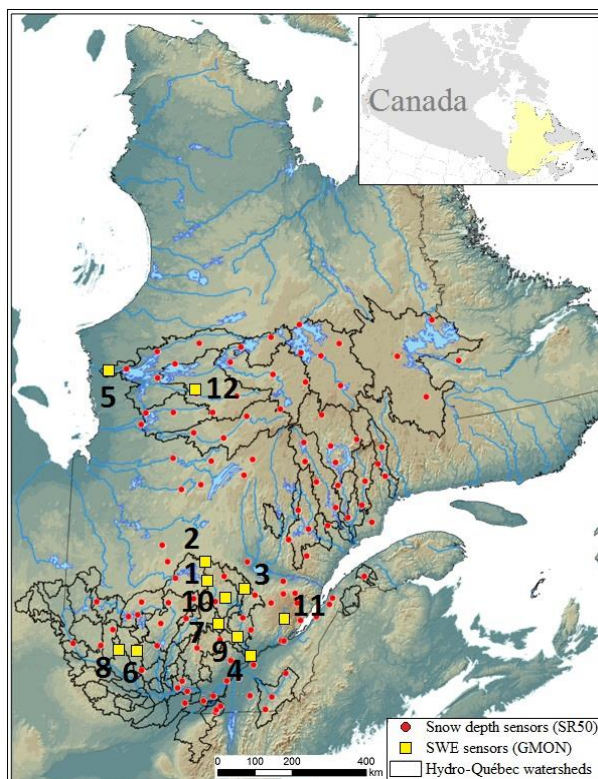 Canada
5
12
2
1
3
10
11
7
9
8
6
4
Snow depth sensors (SR50)
SWE sensors (GMON)
Hydro-Québec watersheds
0 100 200 400
km